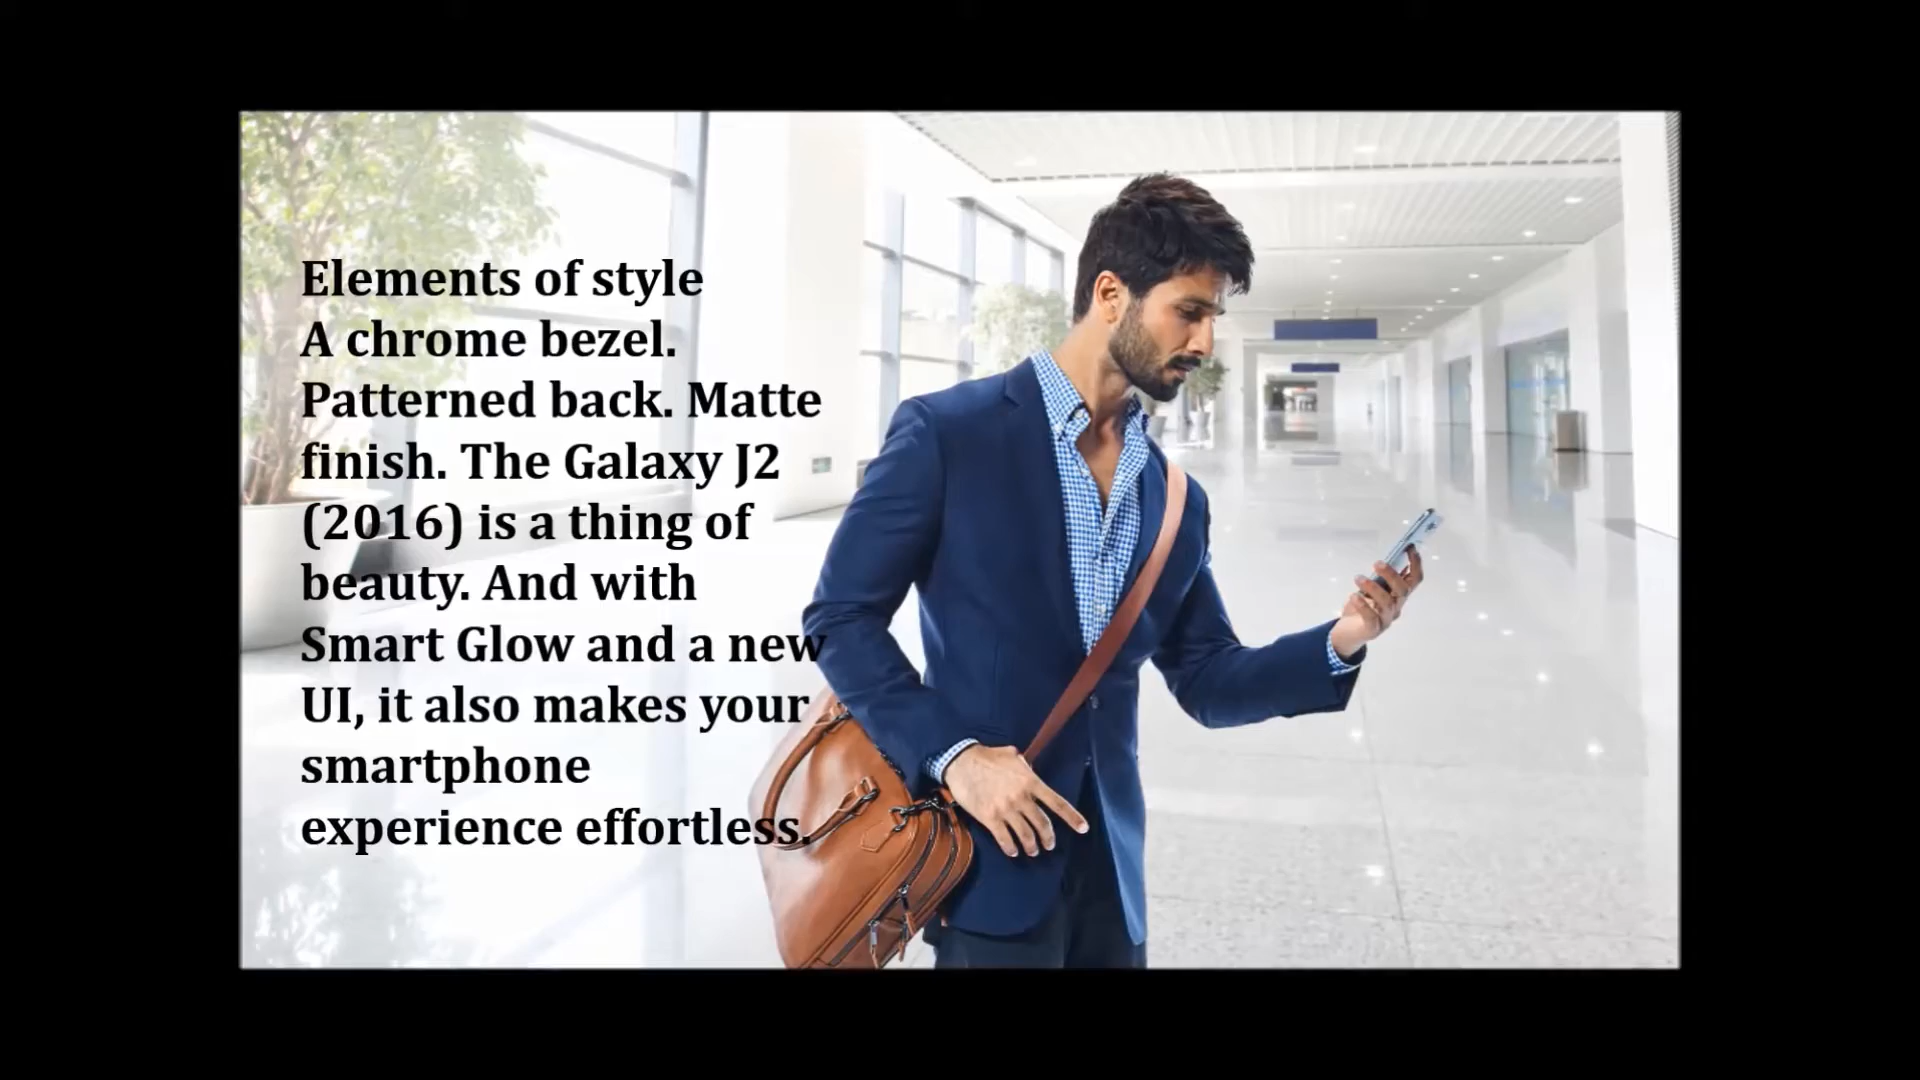 Elements of style
A chrome bezel.
Patterned back. Matte
finish. The Galaxy J2
(2016) is a thing of
beauty. And with
Smart Glow and a new
UI, it also makes your
smartphone
experience effortless.